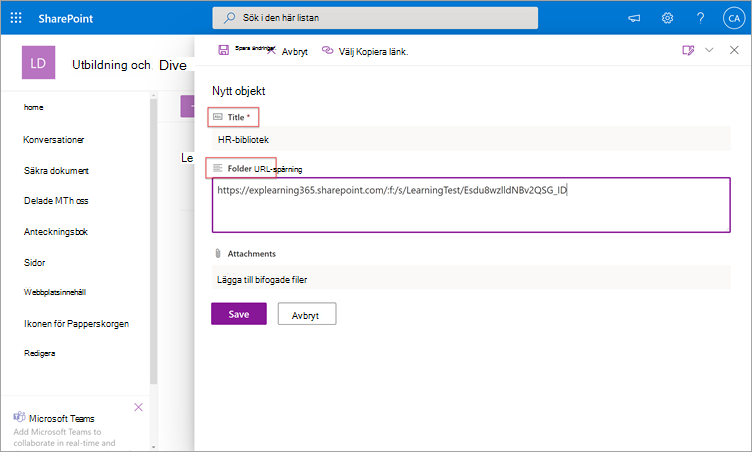 SharePoint
Sök i den här listan
?
CA
LD
Utbildning och Dive
home
Konversationer
Säkra dokument
Delade MTh oss
Anteckningsbok
Sidor
Webbplatsinnehåll
Ikonen för Papperskorgen
Redigera
Microsoft Teams
Add Microsoft Teams to
collaborate in real-time and
Le
Spara ändringar.
Avbryt
Välj Kopiera länk.
Nytt objekt
Abc Title *
HR-bibliotek
Folder URL-spårning
https://explearning365.sharepoint.com/:f:/s/LearningTest/Esdu8wzlldNBv2QSG_ID
Attachments
Lägga till bifogade filer
Save
Avbryt